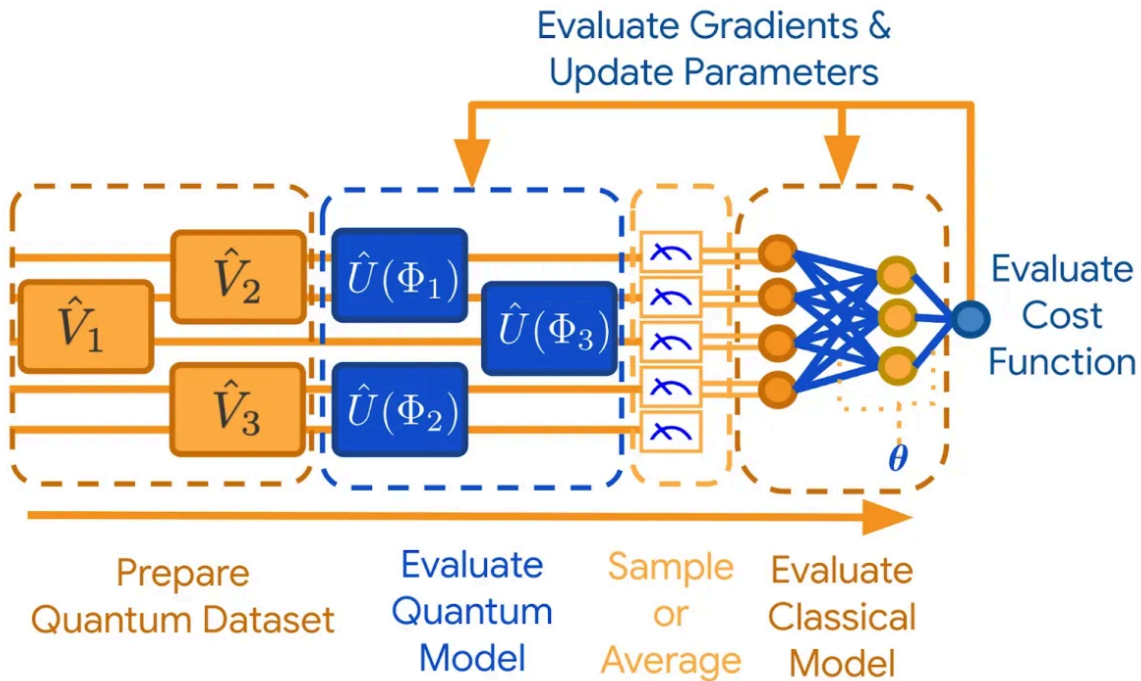 Evaluate Gradients &
Update Parameters
V̂₂
Û(Φ₁)
V̂₁
Û(Φ₃)
V̂₃
Û(Φ₂)
Evaluate
Cost
Function
θ
Prepare
Quantum Dataset
Evaluate
Quantum
Model
Sample
or
Average
Evaluate
Classical
Model